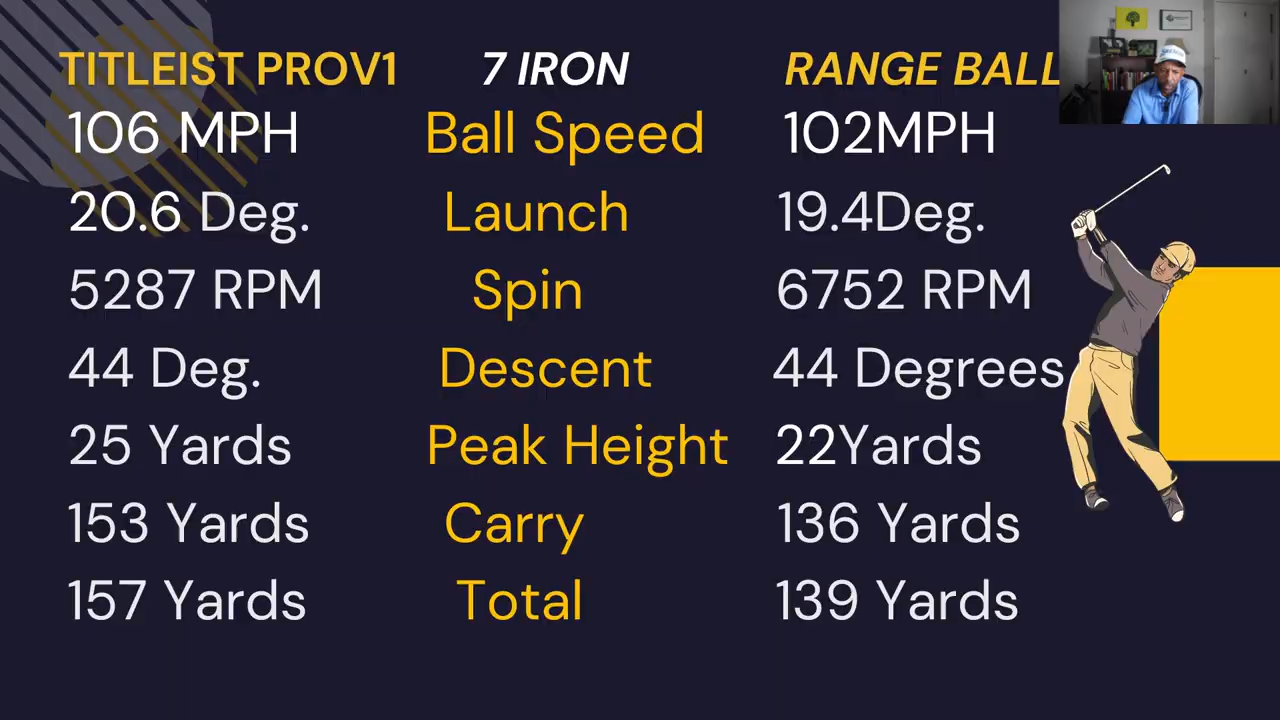 TITLEIST PROV1 7 IRON RANGE BALL
106 MPH Ball Speed 102MPH
20.6 Deg. Launch 19.4Deg.
5287 RPM Spin 6752 RPM
44 Deg. Descent 44 Degrees
25 Yards Peak Height 22Yards
153 Yards Carry 136 Yards
157 Yards Total 139 Yards